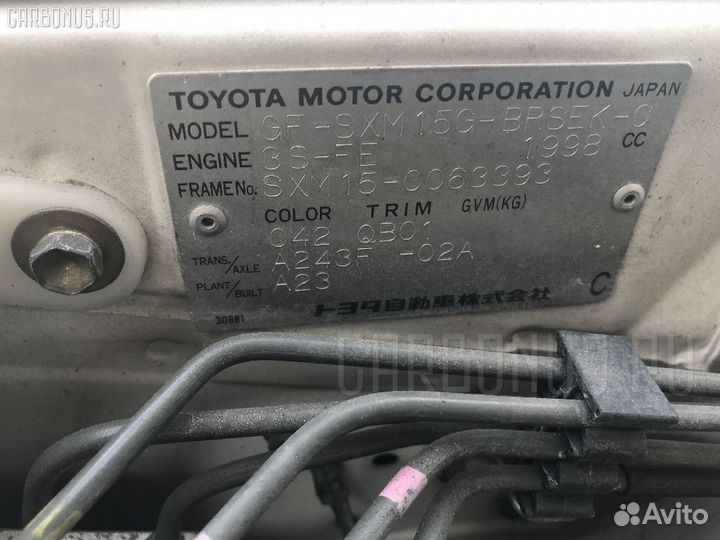 CARBONUS.RU
TOYOTA MOTOR CORPORATION JAPAN
MODEL GF-SXM15G-BRSEK-C
ENGINE 3S-FE 1998 CC
FRAME No. SXM15-0063393
COLOR TRIM GVM(KG)
042 QB01
TRANS./AXLE A243F -02A
PLANT/BUILT A23
トヨタ自動車株式会社 C
30861
CARBONUS.RU
Avito